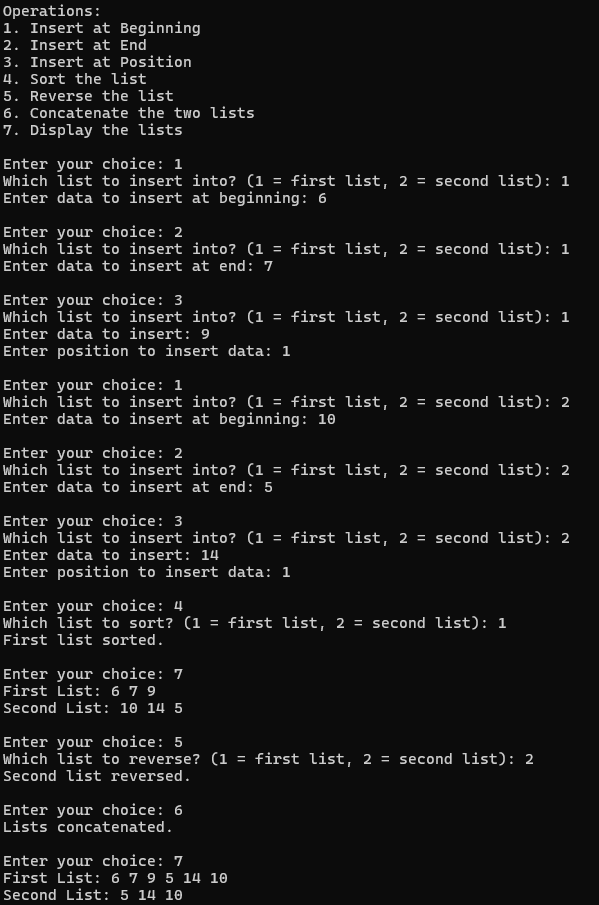 Operations:
1. Insert at Beginning
2. Insert at End
3. Insert at Position
4. Sort the list
5. Reverse the list
6. Concatenate the two lists
7. Display the lists

Enter your choice: 1
Which list to insert into? (1 = first list, 2 = second list): 1
Enter data to insert at beginning: 6

Enter your choice: 2
Which list to insert into? (1 = first list, 2 = second list): 1
Enter data to insert at end: 7

Enter your choice: 3
Which list to insert into? (1 = first list, 2 = second list): 1
Enter data to insert: 9
Enter position to insert data: 1

Enter your choice: 1
Which list to insert into? (1 = first list, 2 = second list): 2
Enter data to insert at beginning: 10

Enter your choice: 2
Which list to insert into? (1 = first list, 2 = second list): 2
Enter data to insert at end: 5

Enter your choice: 3
Which list to insert into? (1 = first list, 2 = second list): 2
Enter data to insert: 14
Enter position to insert data: 1

Enter your choice: 4
Which list to sort? (1 = first list, 2 = second list): 1
First list sorted.

Enter your choice: 7
First List: 6 7 9
Second List: 10 14 5

Enter your choice: 5
Which list to reverse? (1 = first list, 2 = second list): 2
Second list reversed.

Enter your choice: 6
Lists concatenated.

Enter your choice: 7
First List: 6 7 9 5 14 10
Second List: 5 14 10